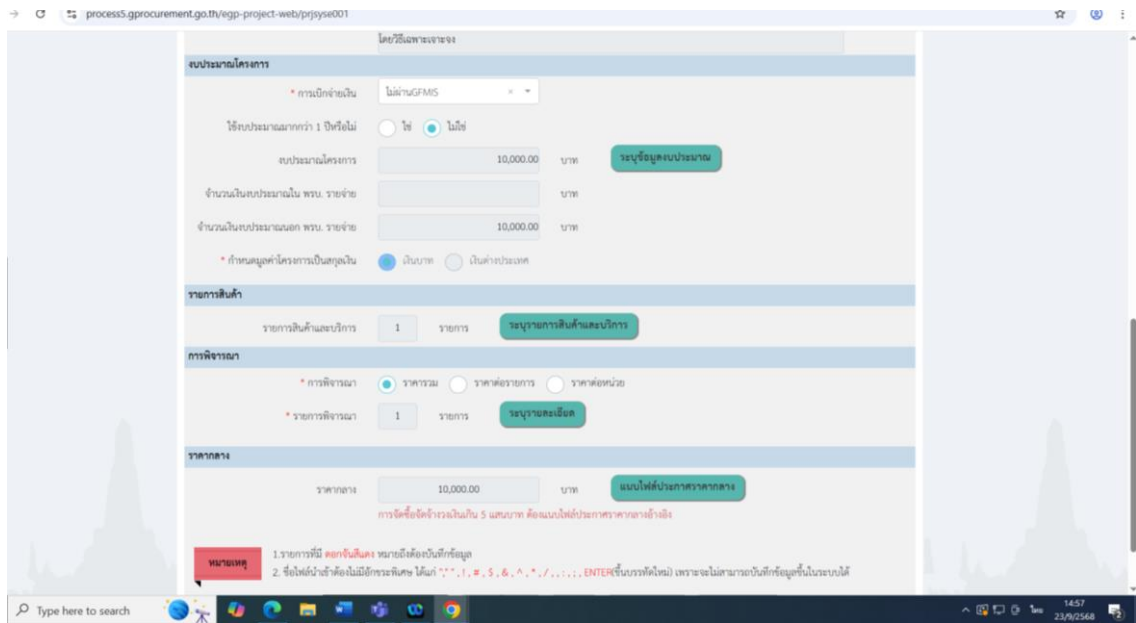 process5.gprocurement.go.th/egp-project-web/prjsyse001
โดยวิธีเฉพาะเจาะจง
งบประมาณโครงการ
* การเบิกจ่ายเงิน ไม่ผ่านGFMIS
ใช้งบประมาณมากกว่า 1 ปีหรือไม่ ใช่ ไม่ใช่
งบประมาณโครงการ 10,000.00 บาท ระบุข้อมูลงบประมาณ
จำนวนเงินงบประมาณใน พรบ. รายจ่าย บาท
จำนวนเงินงบประมาณนอก พรบ. รายจ่าย 10,000.00 บาท
* กำหนดมูลค่าโครงการเป็นสกุลเงิน เงินบาท เงินต่างประเทศ
รายการสินค้า
รายการสินค้าและบริการ 1 รายการ ระบุรายการสินค้าและบริการ
การพิจารณา
* การพิจารณา ราคารวม ราคาต่อรายการ ราคาต่อหน่วย
* รายการพิจารณา 1 รายการ ระบุรายละเอียด
ราคากลาง
ราคากลาง 10,000.00 บาท แนบไฟล์ประกาศราคากลาง
การจัดซื้อจัดจ้างวงเงินเกิน 5 แสนบาท ต้องแนบไฟล์ประกาศราคากลางอ้างอิง
หมายเหตุ
1.รายการที่มี ดอกจันสีแดง หมายถึงต้องบันทึกข้อมูล
2. ชื่อไฟล์นำเข้าต้องไม่มีอักขระพิเศษ ได้แก่ ',' " , ! , # , $ , & , ^ , * , / , , : , ; , ENTER(ขึ้นบรรทัดใหม่) เพราะจะไม่สามารถบันทึกข้อมูลขึ้นในระบบได้
Type here to search ไทย 14:57
23/9/2568